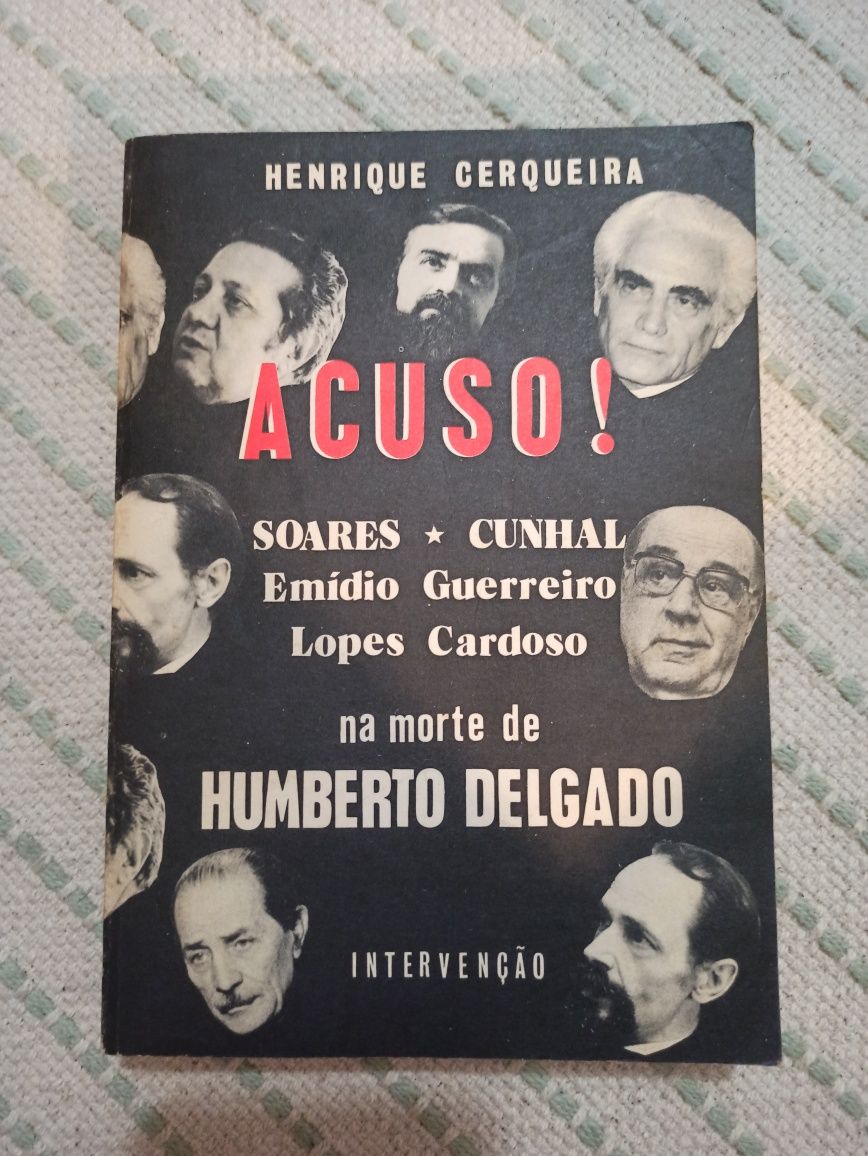 HENRIQUE CERQUEIRA
ACUSO!
SOARES ★ CUNHAL
Emídio Guerreiro
Lopes Cardoso
na morte de
HUMBERTO DELGADO
INTERVENÇÃO